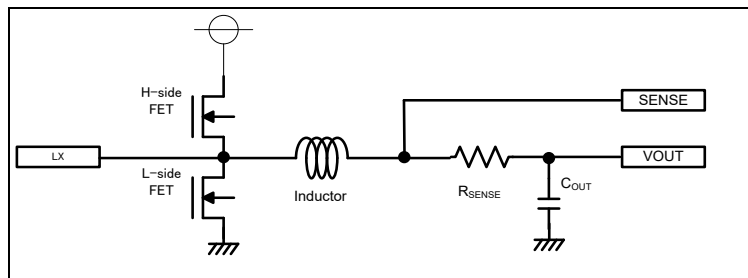 H-side
FET
SENSE
LX
VOUT
L-side
FET
Inductor
RSENSE
COUT